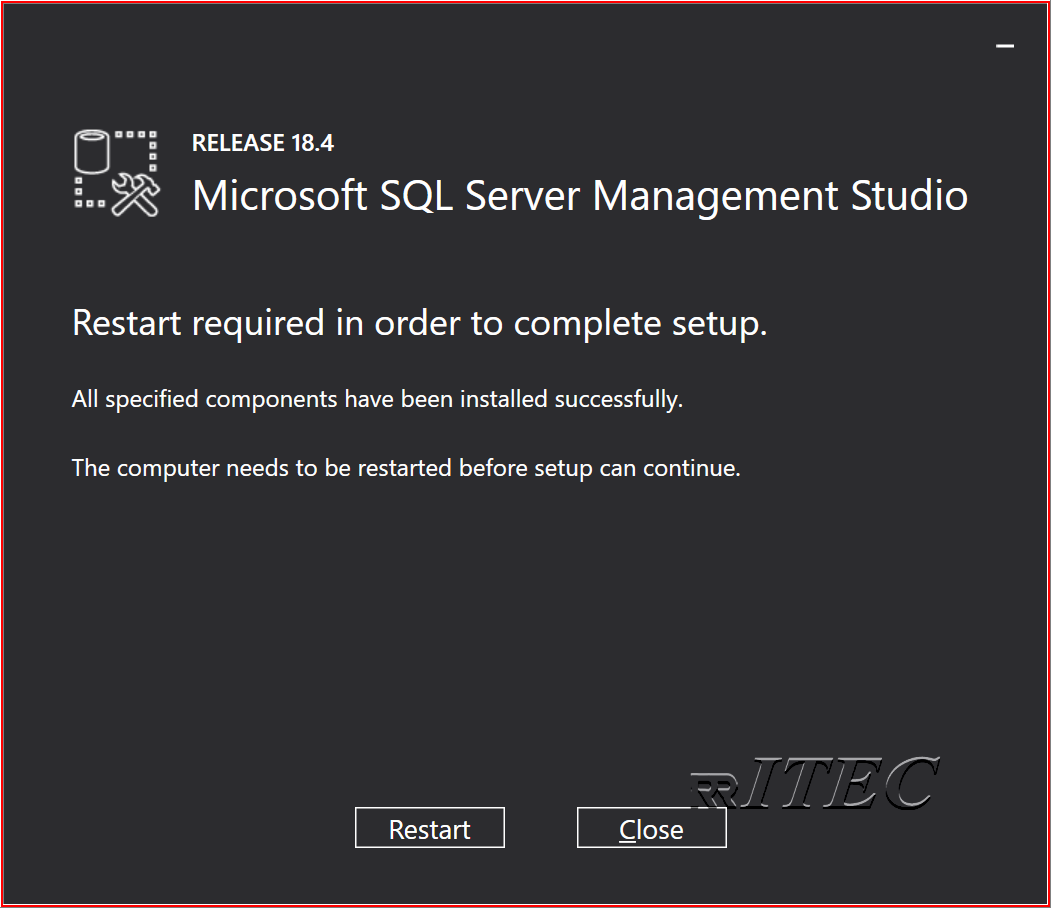 RELEASE 18.4
Microsoft SQL Server Management Studio
Restart required in order to complete setup.
All specified components have been installed successfully.
The computer needs to be restarted before setup can continue.
RRITEC
Restart
Close